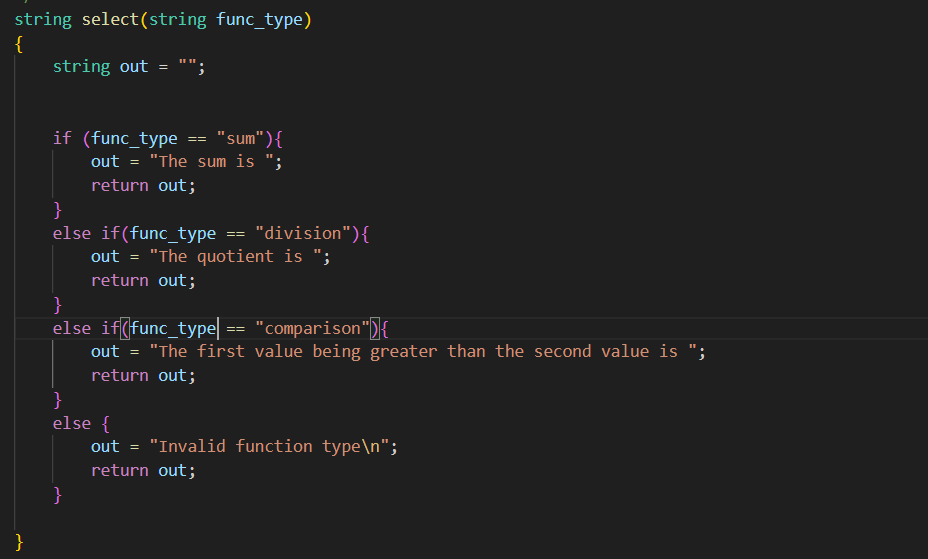 string select(string func_type)
{
    string out = "";
    if (func_type == "sum"){
        out = "The sum is ";
        return out;
    }
    else if(func_type == "division"){
        out = "The quotient is ";
        return out;
    }
    else if(func_type == "comparison"){
        out = "The first value being greater than the second value is ";
        return out;
    }
    else {
        out = "Invalid function type\n";
        return out;
    }
}